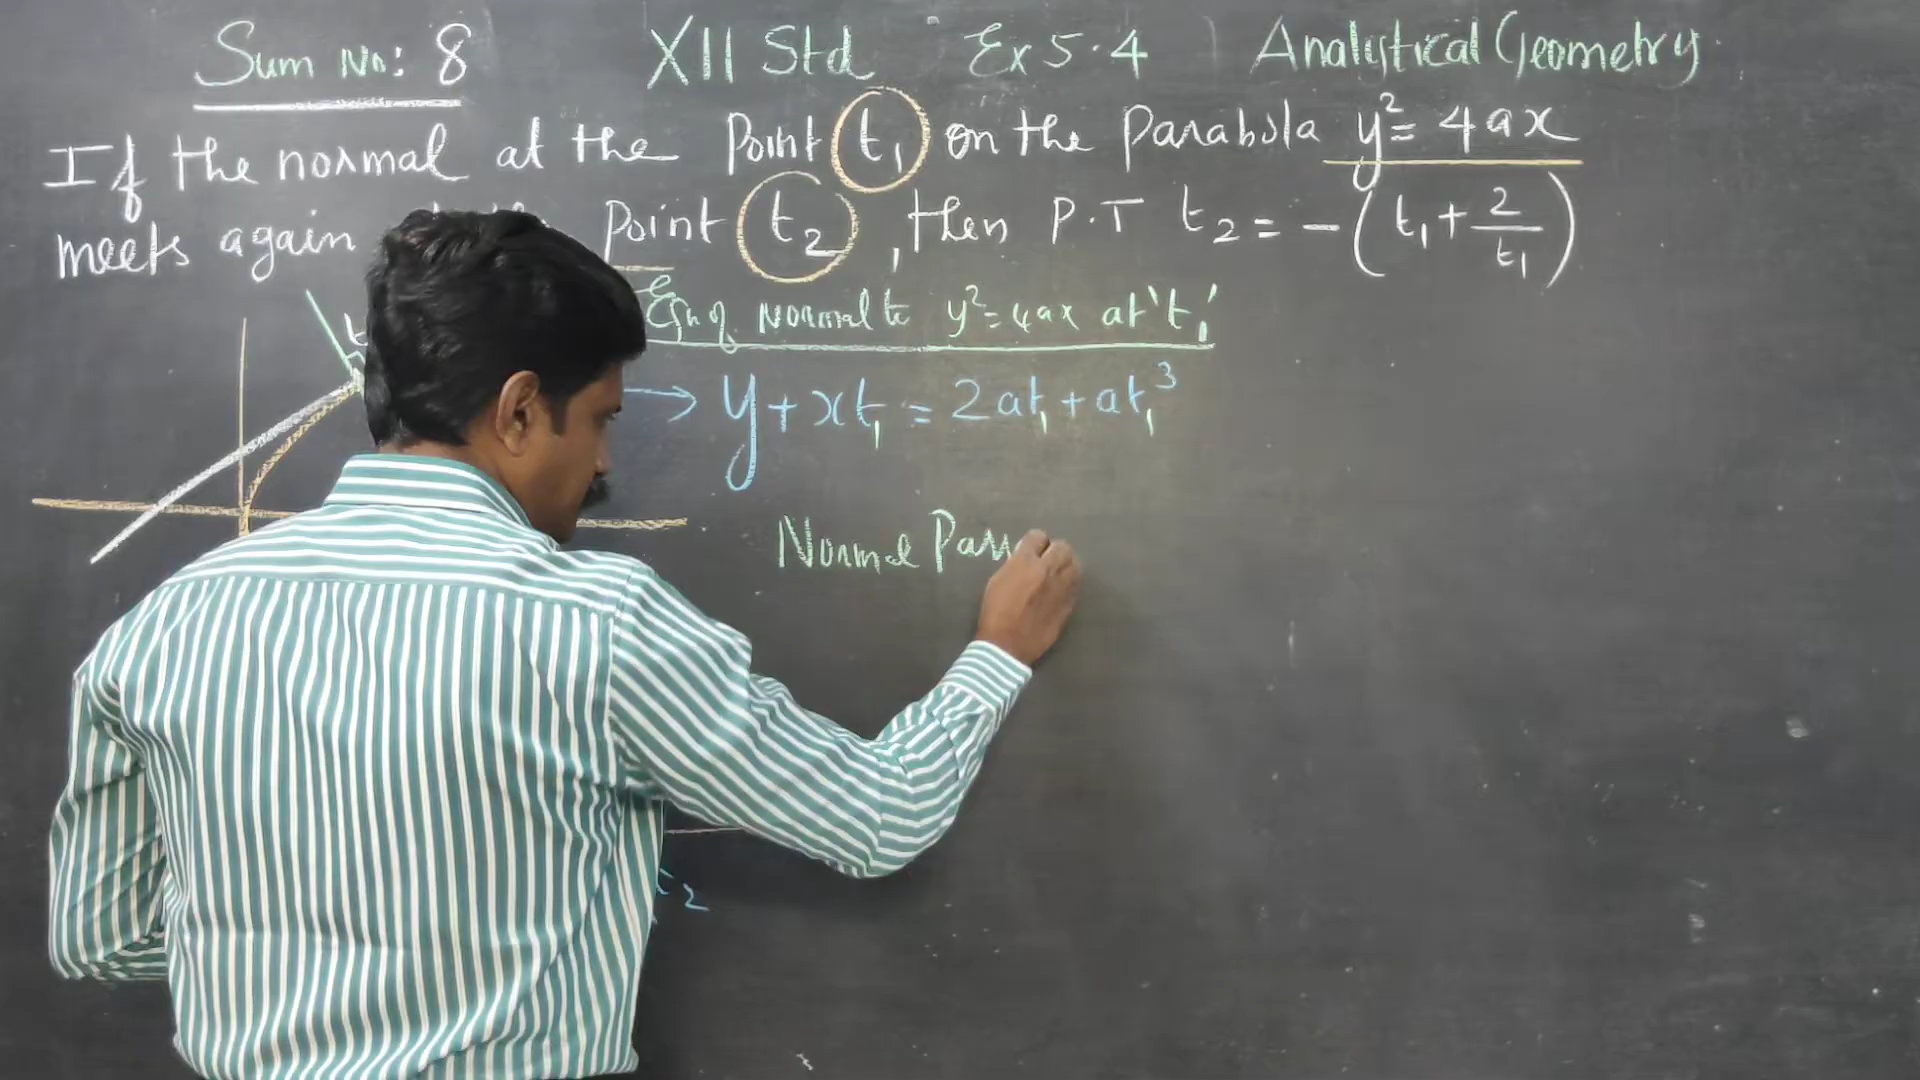 Sum No: 8 XII Std Ex 5.4 Analytical Geometry
If the normal at the point t₁ on the parabola y² = 4ax
meets again point t₂, then P.T t₂ = -(t₁ + 2/t₁)
Eqn of Normal to y² = 4ax at 't₁'
→ y + xt₁ = 2at₁ + at₁³
Normal Pass
t
t₂